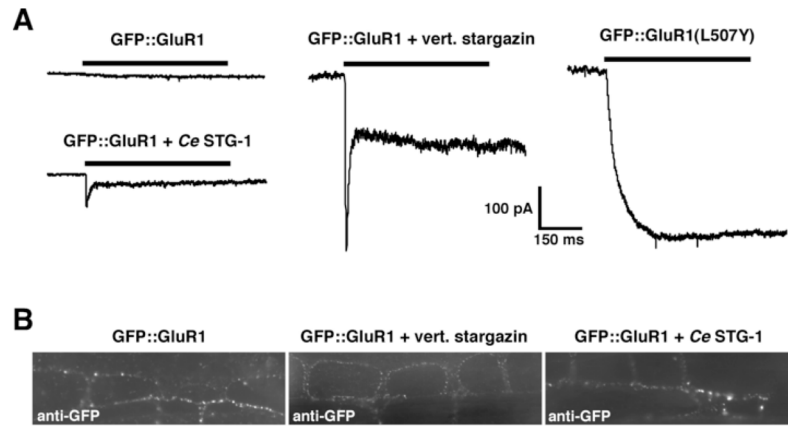 A
GFP::GluR1
GFP::GluR1 + vert. stargazin
GFP::GluR1(L507Y)
GFP::GluR1 + Ce STG-1
100 pA
150 ms
B
GFP::GluR1
GFP::GluR1 + vert. stargazin
GFP::GluR1 + Ce STG-1
anti-GFP
anti-GFP
anti-GFP